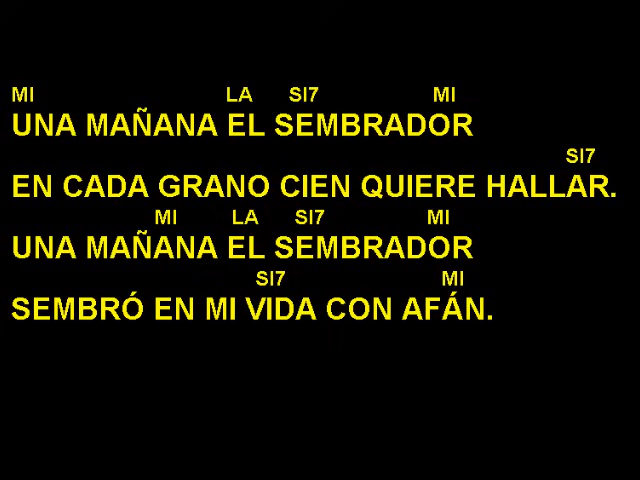 MI LA SI7 MI
UNA MAÑANA EL SEMBRADOR
SI7
EN CADA GRANO CIEN QUIERE HALLAR.
MI LA SI7 MI
UNA MAÑANA EL SEMBRADOR
SI7 MI
SEMBRÓ EN MI VIDA CON AFÁN.